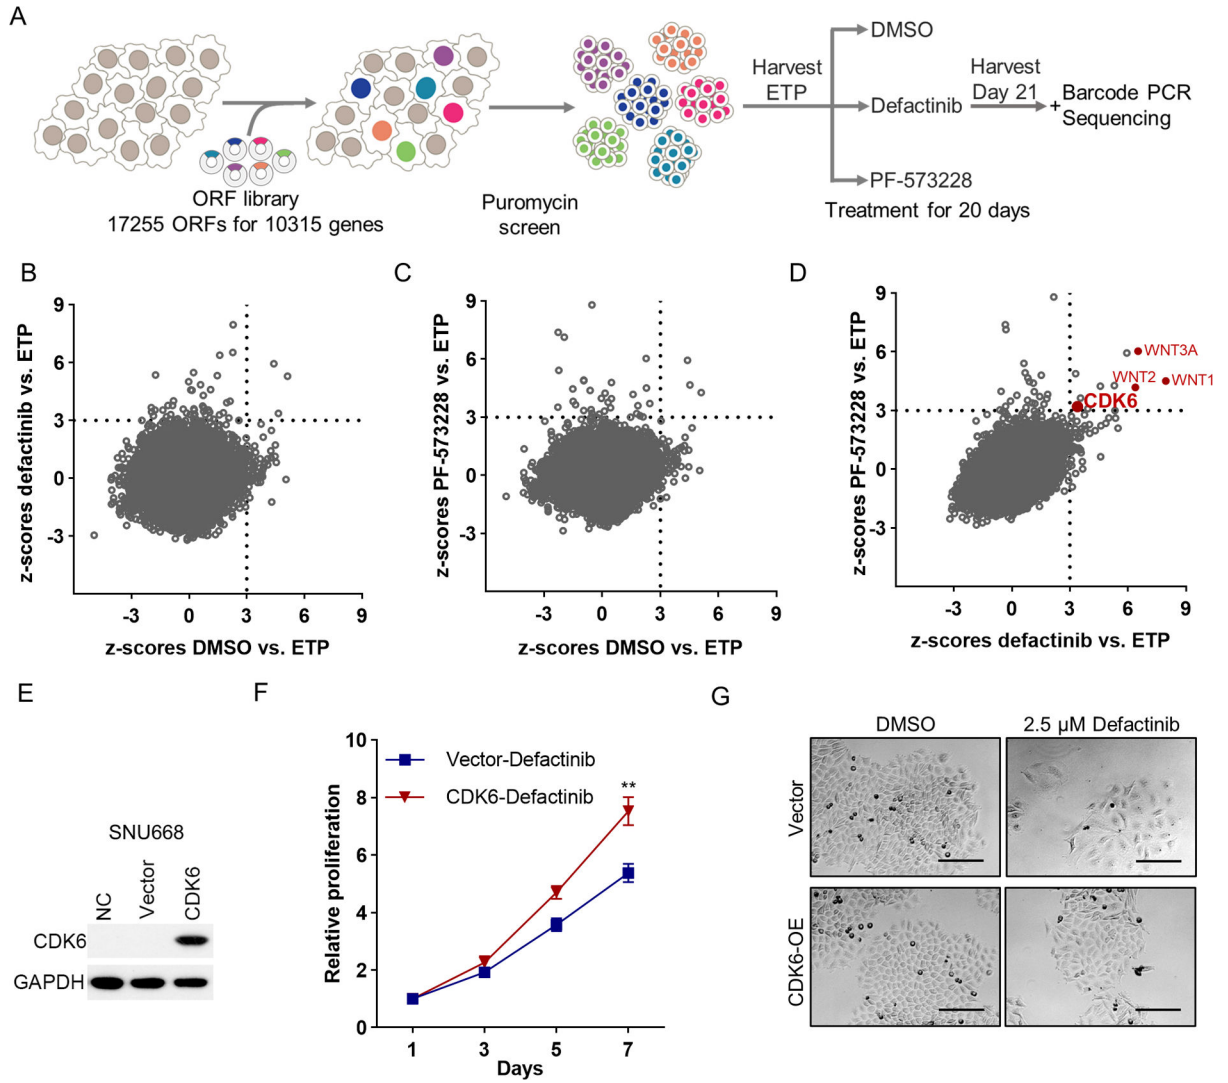 A
ORF library
17255 ORFs for 10315 genes
Puromycin
screen
Harvest
ETP
DMSO
Defactinib
PF-573228
Treatment for 20 days
Harvest
Day 21
+
Barcode PCR
Sequencing
B
z-scores defactinib vs. ETP
9
6
3
0
-3
-3
0
3
6
9
z-scores DMSO vs. ETP
C
z-scores PF-573228 vs. ETP
9
6
3
0
-3
-3
0
3
6
9
z-scores DMSO vs. ETP
D
z-scores PF-573228 vs. ETP
9
6
3
0
-3
WNT3A
WNT2
WNT1
CDK6
-3
0
3
6
9
z-scores defactinib vs. ETP
E
SNU668
NC
Vector
CDK6
CDK6
GAPDH
F
Relative proliferation
10
8
6
4
2
0
Vector-Defactinib
CDK6-Defactinib
**
1
3
5
7
Days
G
DMSO
2.5 μM Defactinib
Vector
CDK6-OE